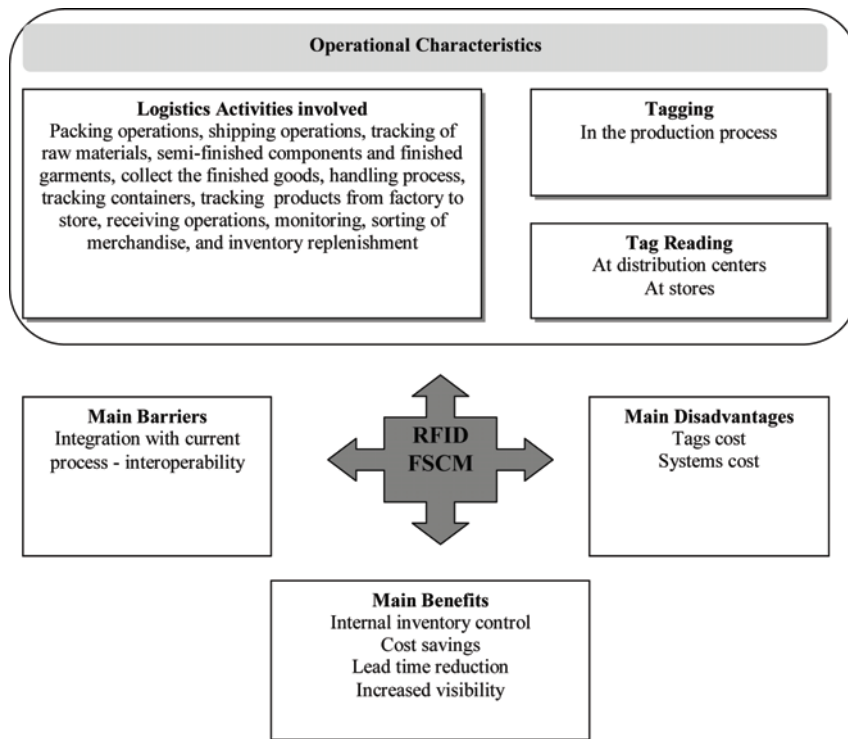 Operational Characteristics
Logistics Activities involved
Packing operations, shipping operations, tracking of
raw materials, semi-finished components and finished
garments, collect the finished goods, handling process,
tracking containers, tracking products from factory to
store, receiving operations, monitoring, sorting of
merchandise, and inventory replenishment
Tagging
In the production process
Tag Reading
At distribution centers
At stores
Main Barriers
Integration with current
process - interoperability
RFID
FSCM
Main Disadvantages
Tags cost
Systems cost
Main Benefits
Internal inventory control
Cost savings
Lead time reduction
Increased visibility